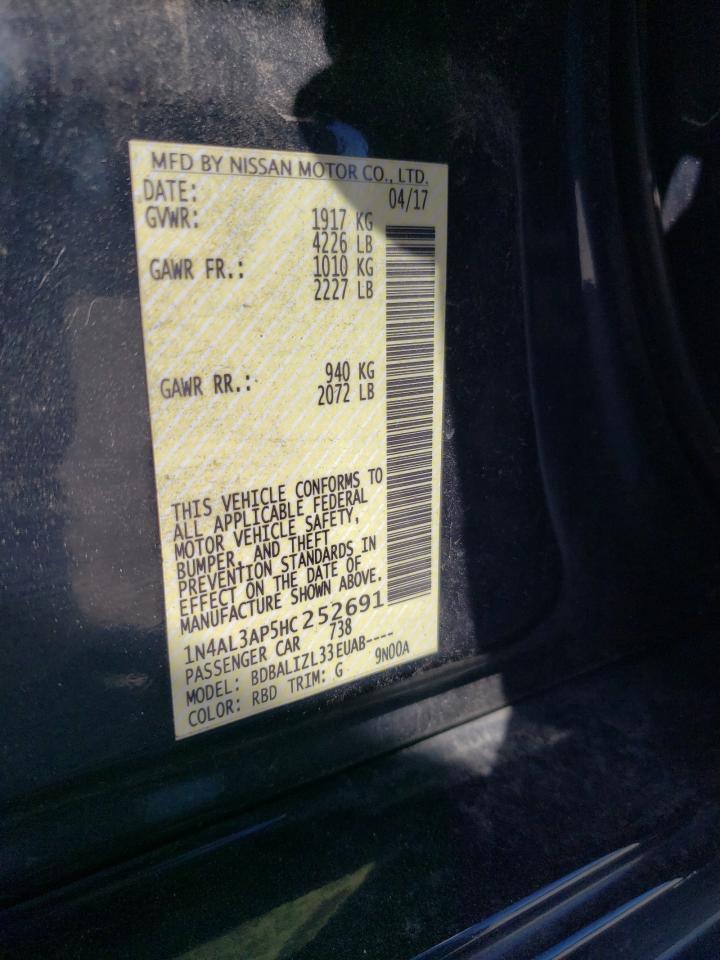 MFD BY NISSAN MOTOR CO., LTD.
DATE: 04/17
GVWR: 1917 KG
4226 LB
GAWR FR.: 1010 KG
2227 LB
GAWR RR.: 940 KG
2072 LB
THIS VEHICLE CONFORMS TO
ALL APPLICABLE FEDERAL
MOTOR VEHICLE SAFETY,
BUMPER, AND THEFT
PREVENTION STANDARDS IN
EFFECT ON THE DATE OF
MANUFACTURE SHOWN ABOVE.
1N4AL3AP5HC252691
PASSENGER CAR 738
MODEL: BDBALIZL33EUAB----
COLOR: RBD TRIM: G 9N00A